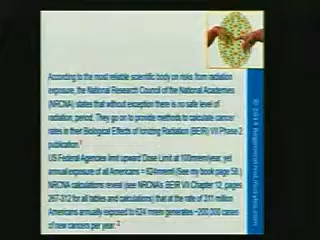 According to the most reliable scientific body on risks from radiation
exposure, the National Research Council of the National Academies
(NRCNA) states that without exception there is no safe level of
radiation, period. They go on to provide methods to calculate cancer
rates in their Biological Effects of Ionizing Radiation (BEIR) VII Phase 2
publication.¹
US Federal Agencies limit upward Dose Limit at 100mrem/year, yet
annual exposure of all Americans = 624mrem! (See my book page 58.)
NRCNA calculations reveal (see NRCNA's BEIR VII Chapter 12, pages
267-312 for all tables and calculations), that at the rate of 311 million
Americans annually exposed to 624 mrem generates ~200,000 cases
of new cancers per year.²
© 2014